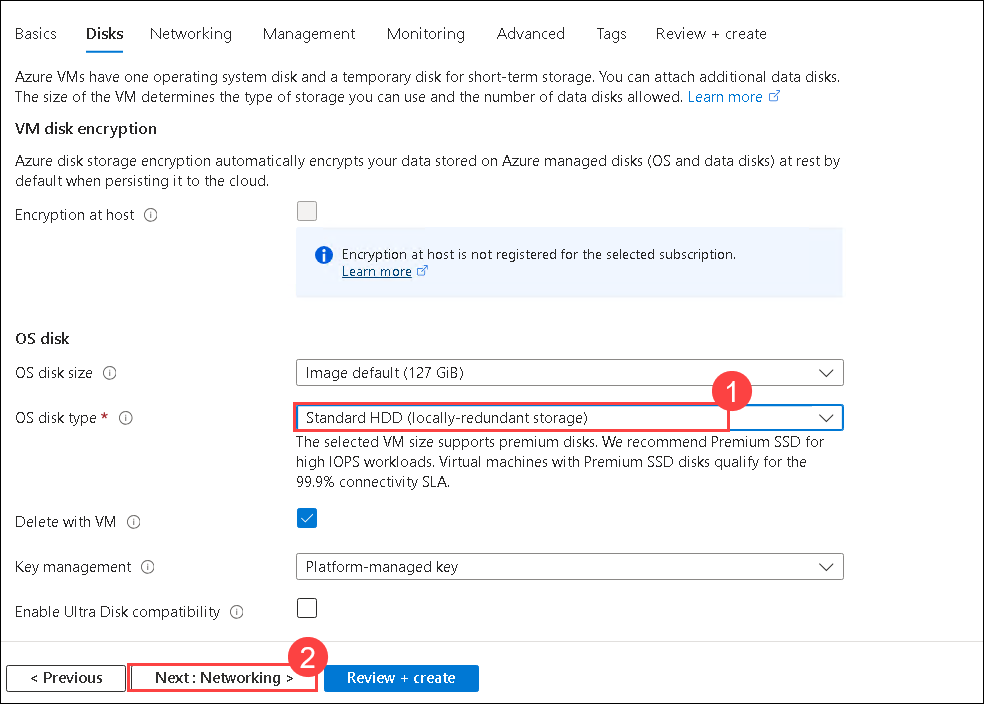 Basics Disks Networking Management Monitoring Advanced Tags Review + create
Azure VMs have one operating system disk and a temporary disk for short-term storage. You can attach additional data disks.
The size of the VM determines the type of storage you can use and the number of data disks allowed. Learn more
VM disk encryption
Azure disk storage encryption automatically encrypts your data stored on Azure managed disks (OS and data disks) at rest by
default when persisting it to the cloud.
Encryption at host
Encryption at host is not registered for the selected subscription.
Learn more
OS disk
OS disk size Image default (127 GiB)
1
OS disk type * Standard HDD (locally-redundant storage)
The selected VM size supports premium disks. We recommend Premium SSD for
high IOPS workloads. Virtual machines with Premium SSD disks qualify for the
99.9% connectivity SLA.
Delete with VM
Key management Platform-managed key
Enable Ultra Disk compatibility
2
< Previous Next : Networking > Review + create